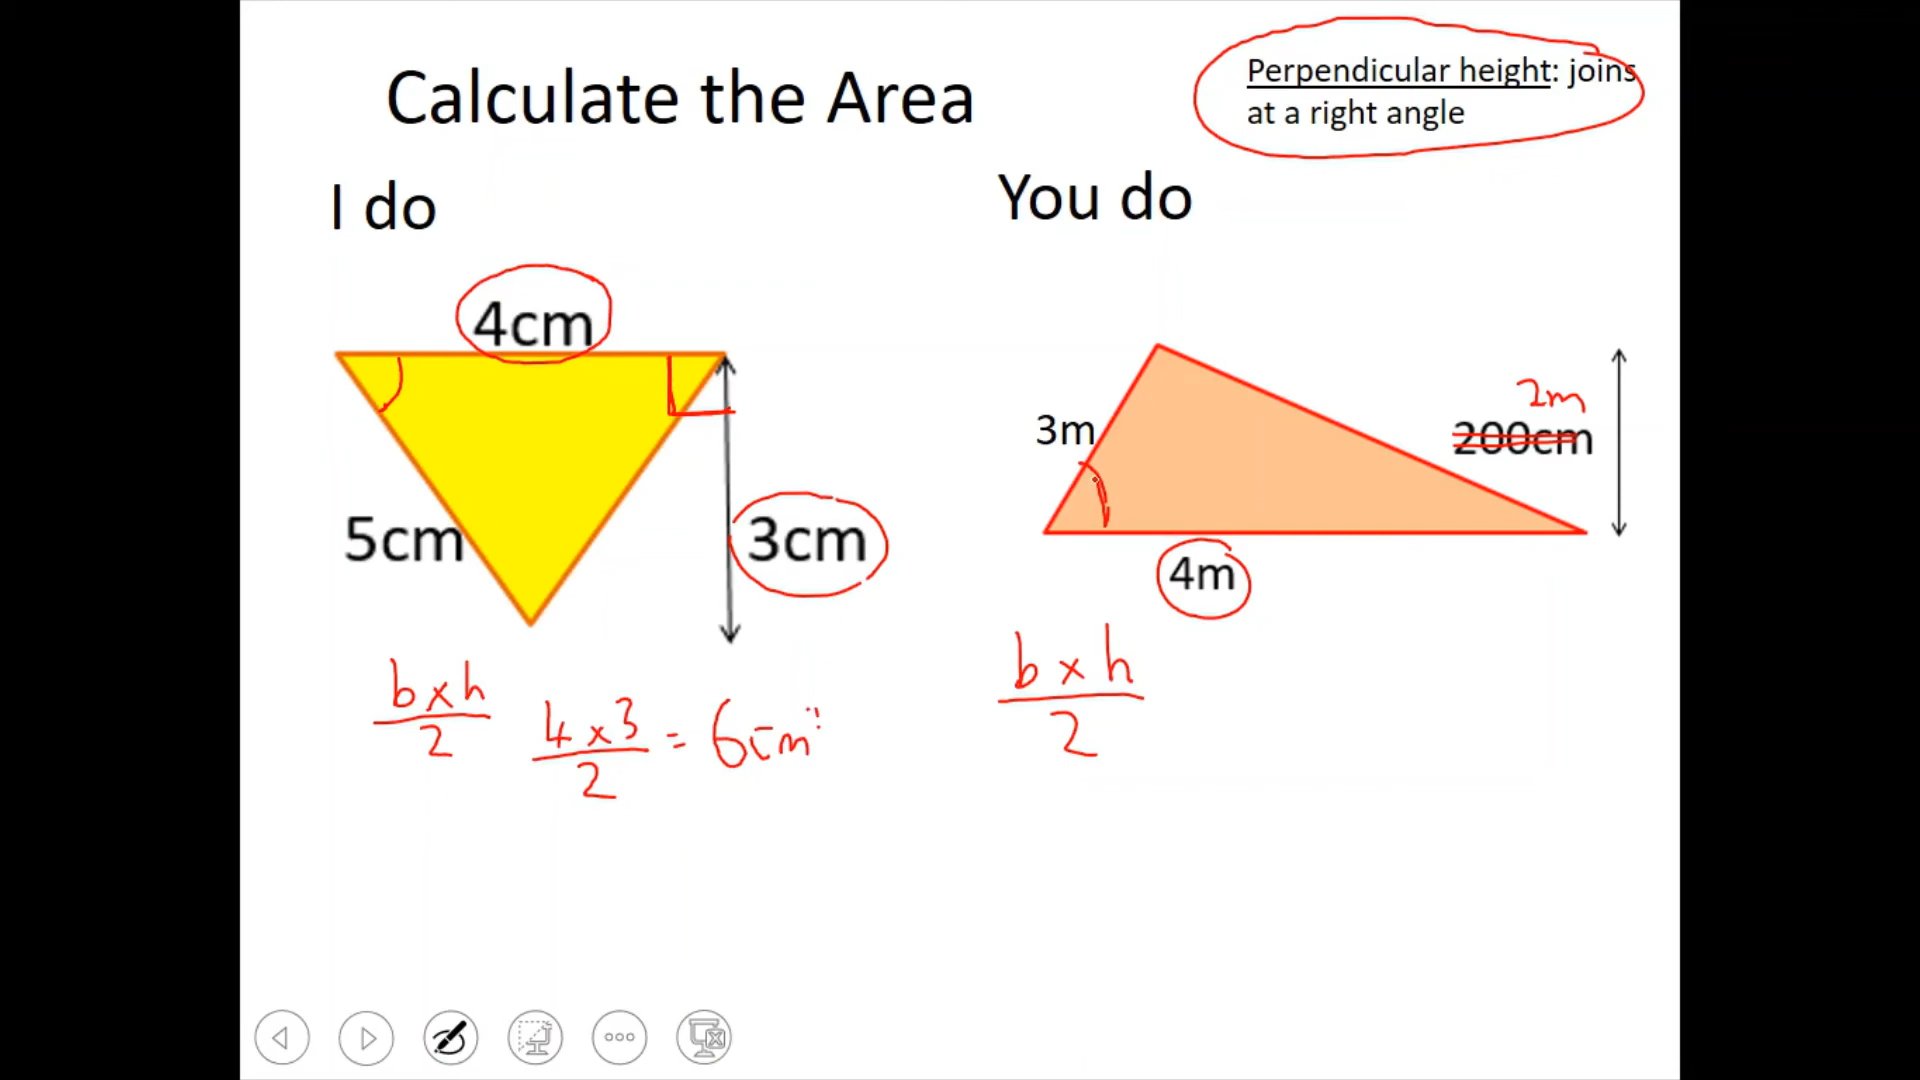 Calculate the Area
Perpendicular height: joins
at a right angle
I do
4cm
5cm
3cm
b x h
2
4 x 3
2
= 6cm²
You do
3m
2m
200cm
4m
b x h
2